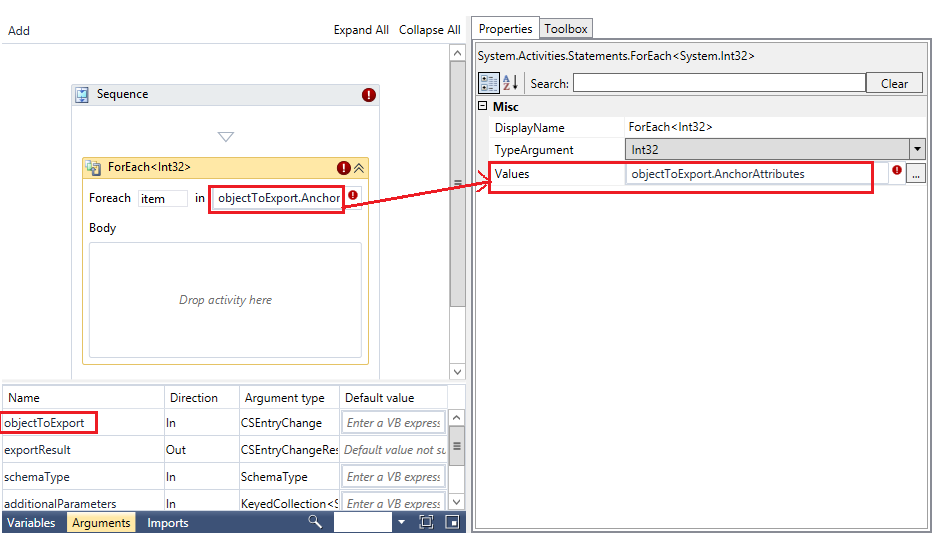 Add Expand All Collapse All
Sequence
ForEach<Int32>
Foreach item in objectToExport.Anchor
Body
Drop activity here
Name Direction Argument type Default value
objectToExport In CSEntryChange Enter a VB express
exportResult Out CSEntryChangeRes Default value not su
schemaType In SchemaType Enter a VB express
additionalParameters In KeyedCollection<S Enter a VB express
Variables Arguments Imports
Properties Toolbox
System.Activities.Statements.ForEach<System.Int32>
Search: Clear
Misc
DisplayName ForEach<Int32>
TypeArgument Int32
Values objectToExport.AnchorAttributes ...